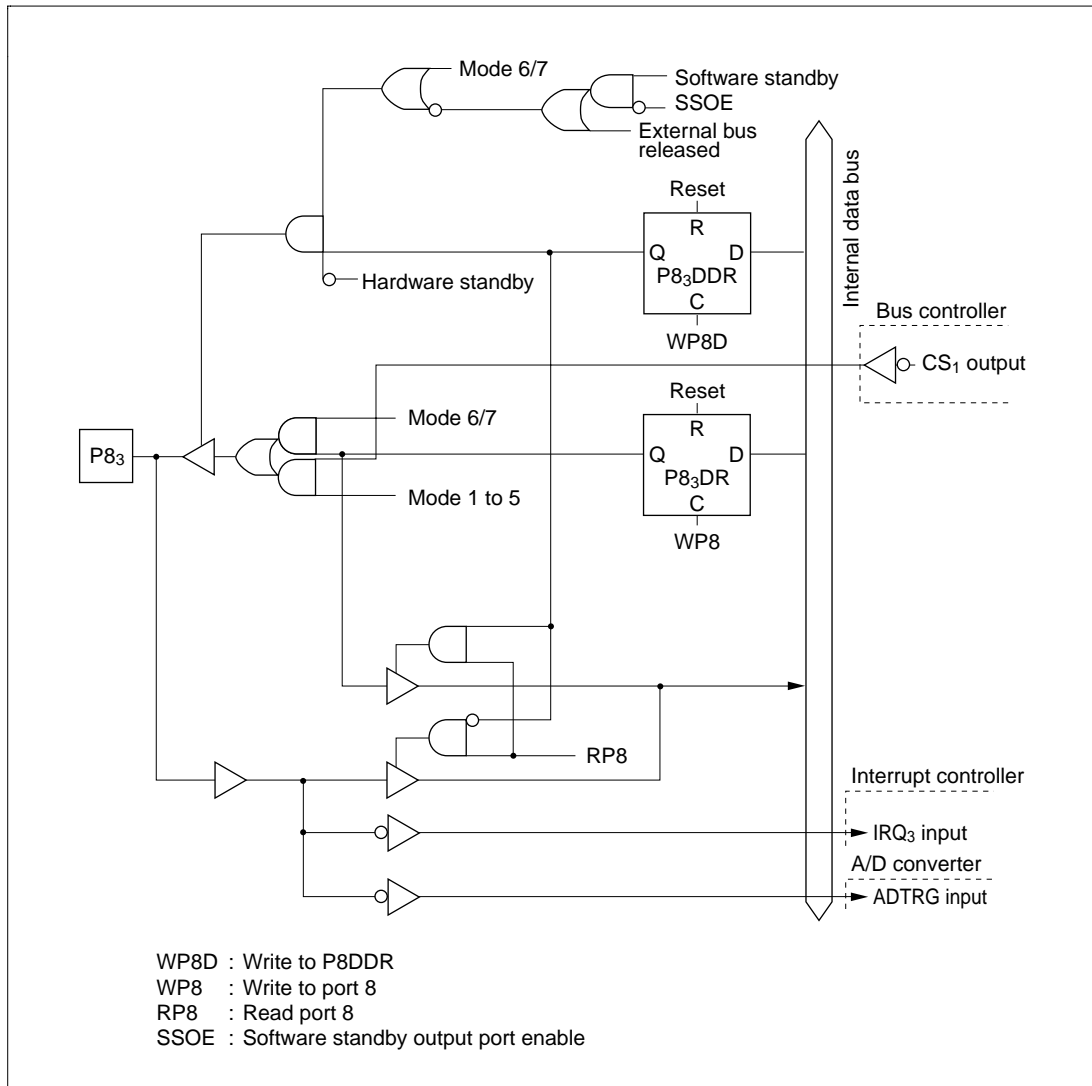 Mode 6/7
Software standby
SSOE
External bus
released
Reset
R
Q
D
P8₃DDR
C
WP8D
Hardware standby
Internal data bus
Bus controller
CS₁ output
Reset
Mode 6/7
R
P8₃
Q
D
P8₃DR
Mode 1 to 5
C
WP8
RP8
Interrupt controller
IRQ₃ input
A/D converter
ADTRG input
WP8D : Write to P8DDR
WP8 : Write to port 8
RP8 : Read port 8
SSOE : Software standby output port enable